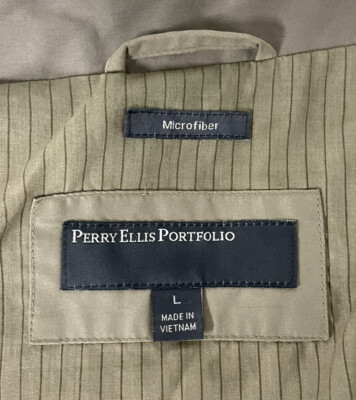 Microfiber
PERRY ELLIS PORTFOLIO
L
MADE IN
VIETNAM